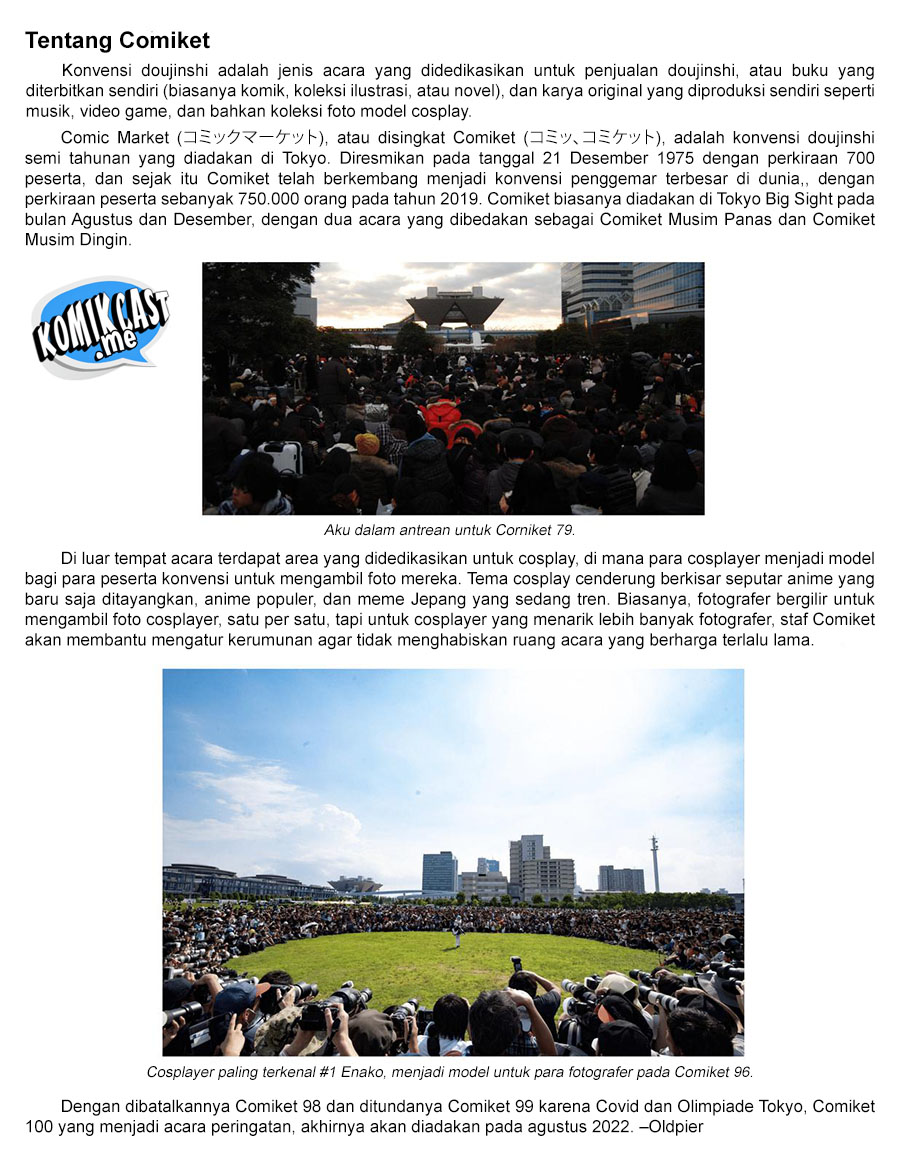 Tentang Comiket
Konvensi doujinshi adalah jenis acara yang didedikasikan untuk penjualan doujinshi, atau buku yang
diterbitkan sendiri (biasanya komik, koleksi ilustrasi, atau novel), dan karya original yang diproduksi sendiri seperti
musik, video game, dan bahkan koleksi foto model cosplay.
Comic Market (コミックマーケット), atau disingkat Comiket (コミッ、コミケット), adalah konvensi doujinshi
semi tahunan yang diadakan di Tokyo. Diresmikan pada tanggal 21 Desember 1975 dengan perkiraan 700
peserta, dan sejak itu Comiket telah berkembang menjadi konvensi penggemar terbesar di dunia,, dengan
perkiraan peserta sebanyak 750.000 orang pada tahun 2019. Comiket biasanya diadakan di Tokyo Big Sight pada
bulan Agustus dan Desember, dengan dua acara yang dibedakan sebagai Comiket Musim Panas dan Comiket
Musim Dingin.
KOMIKCAST
.me
Aku dalam antrean untuk Corniket 79.
Di luar tempat acara terdapat area yang didedikasikan untuk cosplay, di mana para cosplayer menjadi model
bagi para peserta konvensi untuk mengambil foto mereka. Tema cosplay cenderung berkisar seputar anime yang
baru saja ditayangkan, anime populer, dan meme Jepang yang sedang tren. Biasanya, fotografer bergilir untuk
mengambil foto cosplayer, satu per satu, tapi untuk cosplayer yang menarik lebih banyak fotografer, staf Comiket
akan membantu mengatur kerumunan agar tidak menghabiskan ruang acara yang berharga terlalu lama.
Cosplayer paling terkenal #1 Enako, menjadi model untuk para fotografer pada Comiket 96.
Dengan dibatalkannya Comiket 98 dan ditundanya Comiket 99 karena Covid dan Olimpiade Tokyo, Comiket
100 yang menjadi acara peringatan, akhirnya akan diadakan pada agustus 2022. –Oldpier